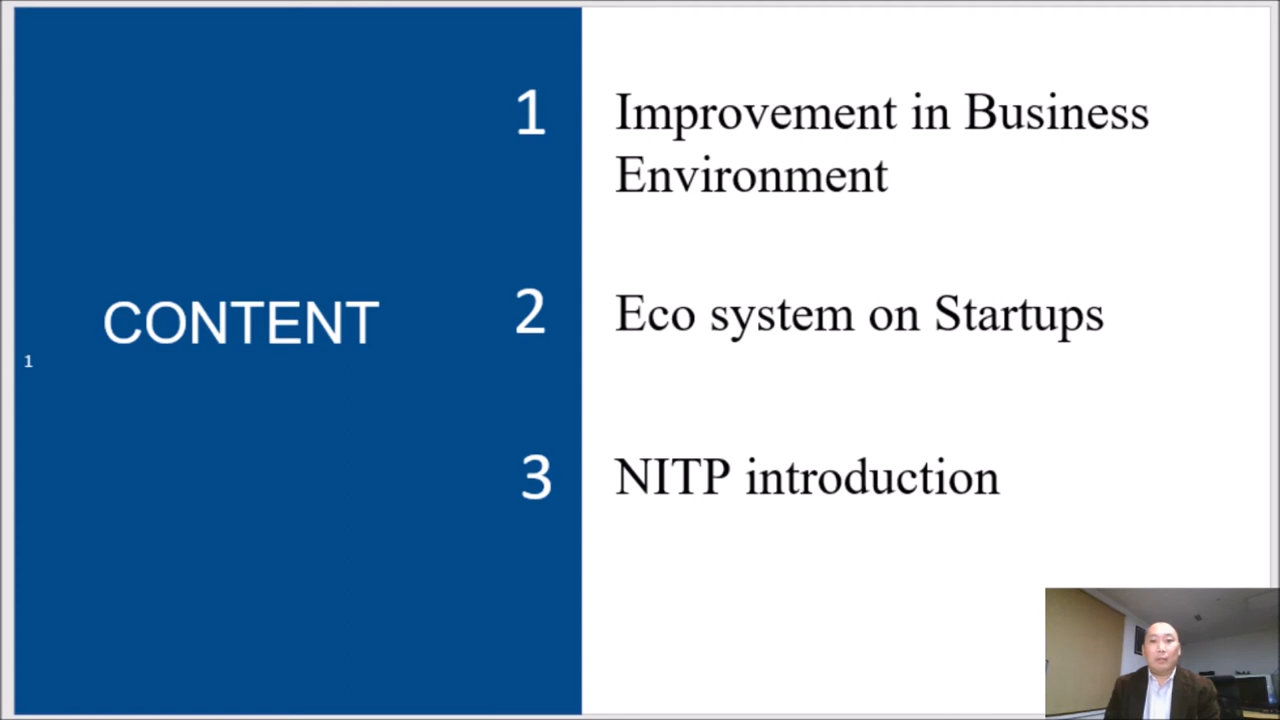 1
Improvement in Business
Environment
CONTENT
1
2
Eco system on Startups
3
NITP introduction